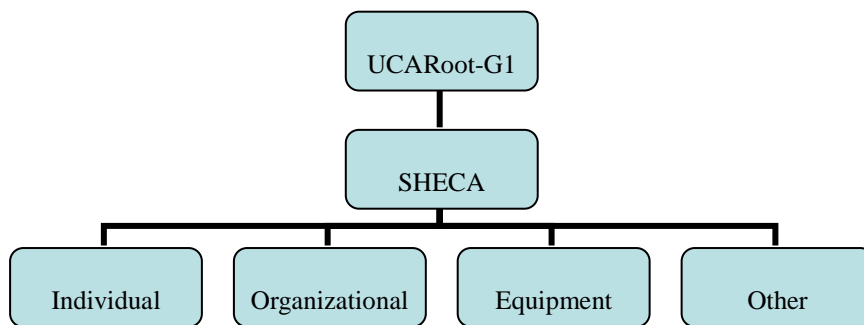 UCARoot-G1
SHECA
Individual
Organizational
Equipment
Other